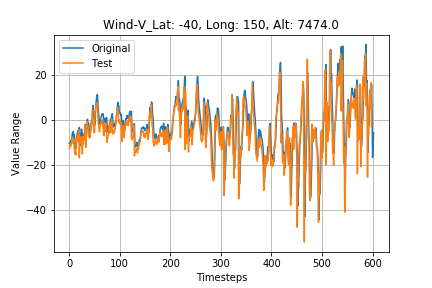 Wind-V_Lat: -40, Long: 150, Alt: 7474.0
Original
Test
Value Range
20
0
−20
−40
0 100 200 300 400 500 600
Timesteps